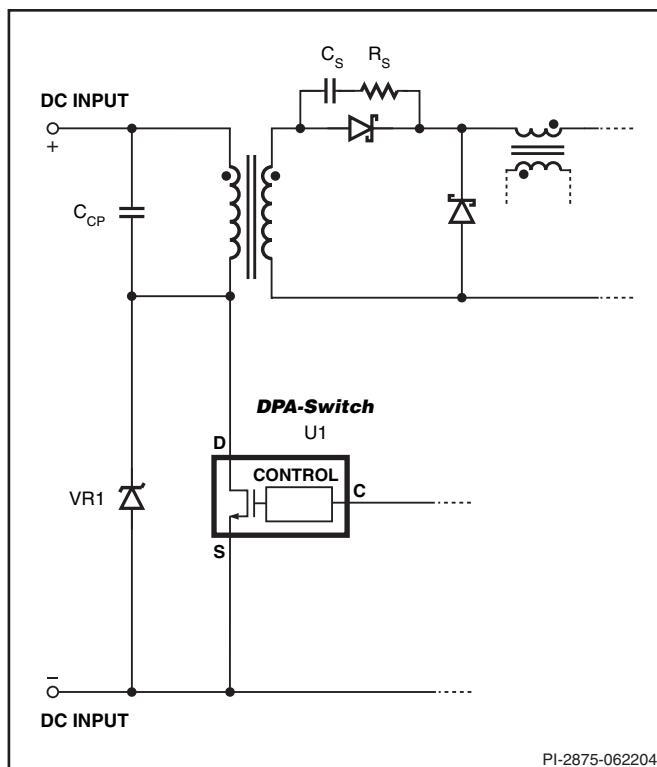 C_S R_S
DC INPUT
+
C_CP
DPA-Switch
U1
D
CONTROL
C
VR1
S
−
DC INPUT
PI-2875-062204